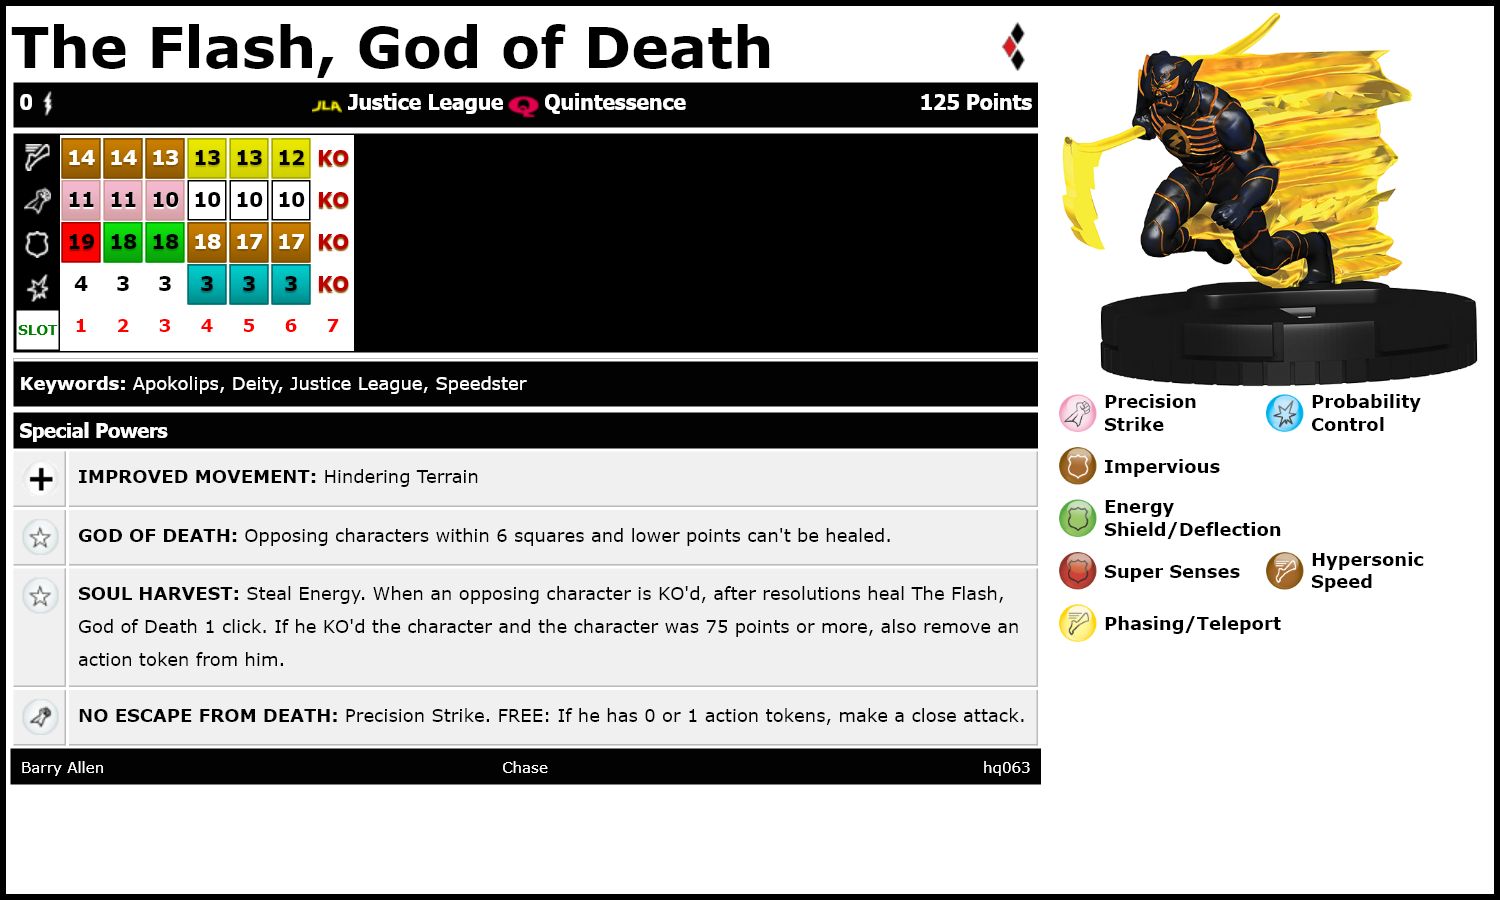 The Flash, God of Death
0 JLA Justice League Q Quintessence 125 Points
14 14 13 13 13 12 KO
11 11 10 10 10 10 KO
19 18 18 18 17 17 KO
4 3 3 3 3 3 KO
SLOT 1 2 3 4 5 6 7
Keywords: Apokolips, Deity, Justice League, Speedster
Special Powers
IMPROVED MOVEMENT: Hindering Terrain
GOD OF DEATH: Opposing characters within 6 squares and lower points can't be healed.
SOUL HARVEST: Steal Energy. When an opposing character is KO'd, after resolutions heal The Flash,
God of Death 1 click. If he KO'd the character and the character was 75 points or more, also remove an
action token from him.
NO ESCAPE FROM DEATH: Precision Strike. FREE: If he has 0 or 1 action tokens, make a close attack.
Barry Allen Chase hq063
Precision
Strike
Probability
Control
Impervious
Energy
Shield/Deflection
Super Senses
Hypersonic
Speed
Phasing/Teleport